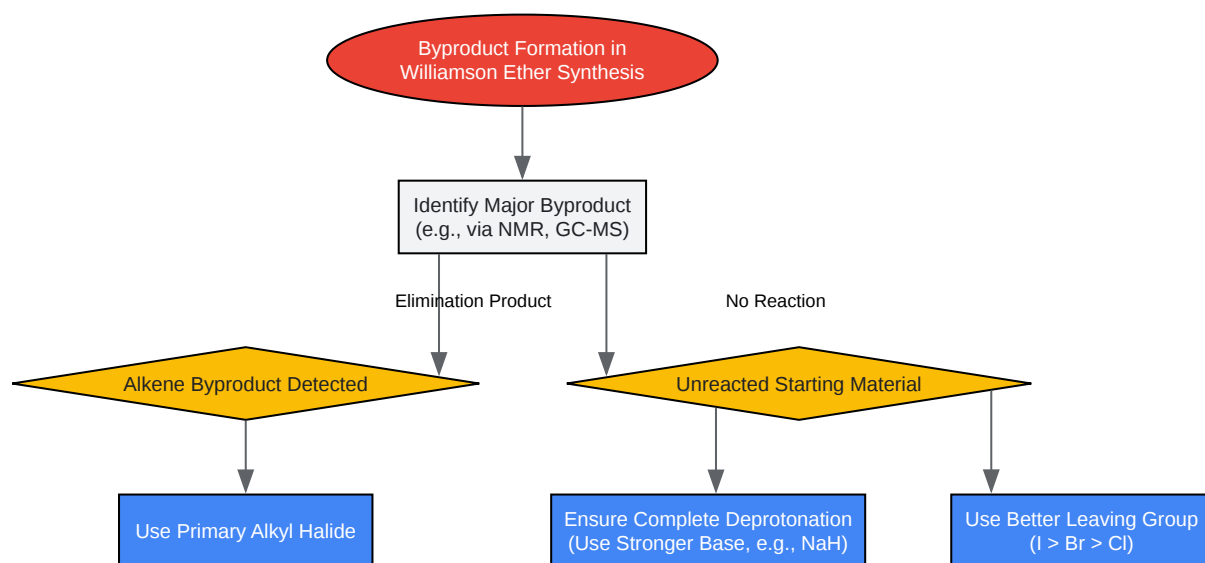 Byproduct Formation in
Williamson Ether Synthesis
Identify Major Byproduct
(e.g., via NMR, GC-MS)
Elimination Product
No Reaction
Alkene Byproduct Detected
Unreacted Starting Material
Use Primary Alkyl Halide
Ensure Complete Deprotonation
(Use Stronger Base, e.g., NaH)
Use Better Leaving Group
(I > Br > Cl)